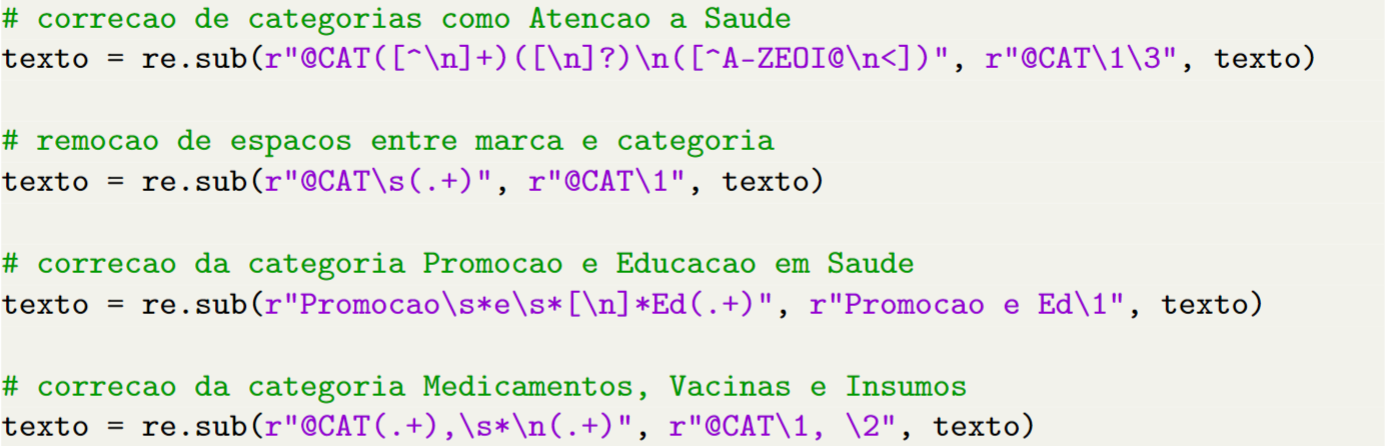 # correcao de categorias como Atencao a Saude
texto = re.sub(r"@CAT([^\n]+)([\n]?)\n([^A-ZEOI@\n<])", r"@CAT\1\3", texto)
# remocao de espacos entre marca e categoria
texto = re.sub(r"@CAT\s(.+)", r"@CAT\1", texto)
# correcao da categoria Promocao e Educacao em Saude
texto = re.sub(r"Promocao\s*e\s*[\n]*Ed(.+)", r"Promocao e Ed\1", texto)
# correcao da categoria Medicamentos, Vacinas e Insumos
texto = re.sub(r"@CAT(.+),\s*\n(.+)", r"@CAT\1, \2", texto)